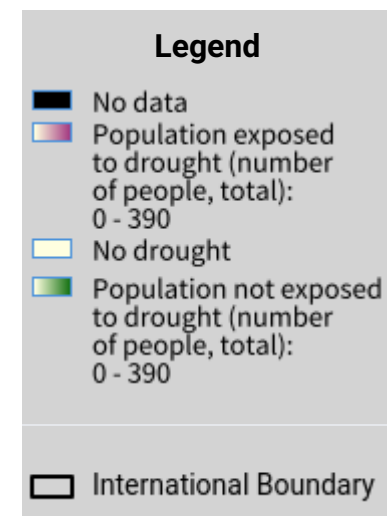 Legend
No data
Population exposed
to drought (number
of people, total):
0 - 390
No drought
Population not exposed
to drought (number
of people, total):
0 - 390
International Boundary